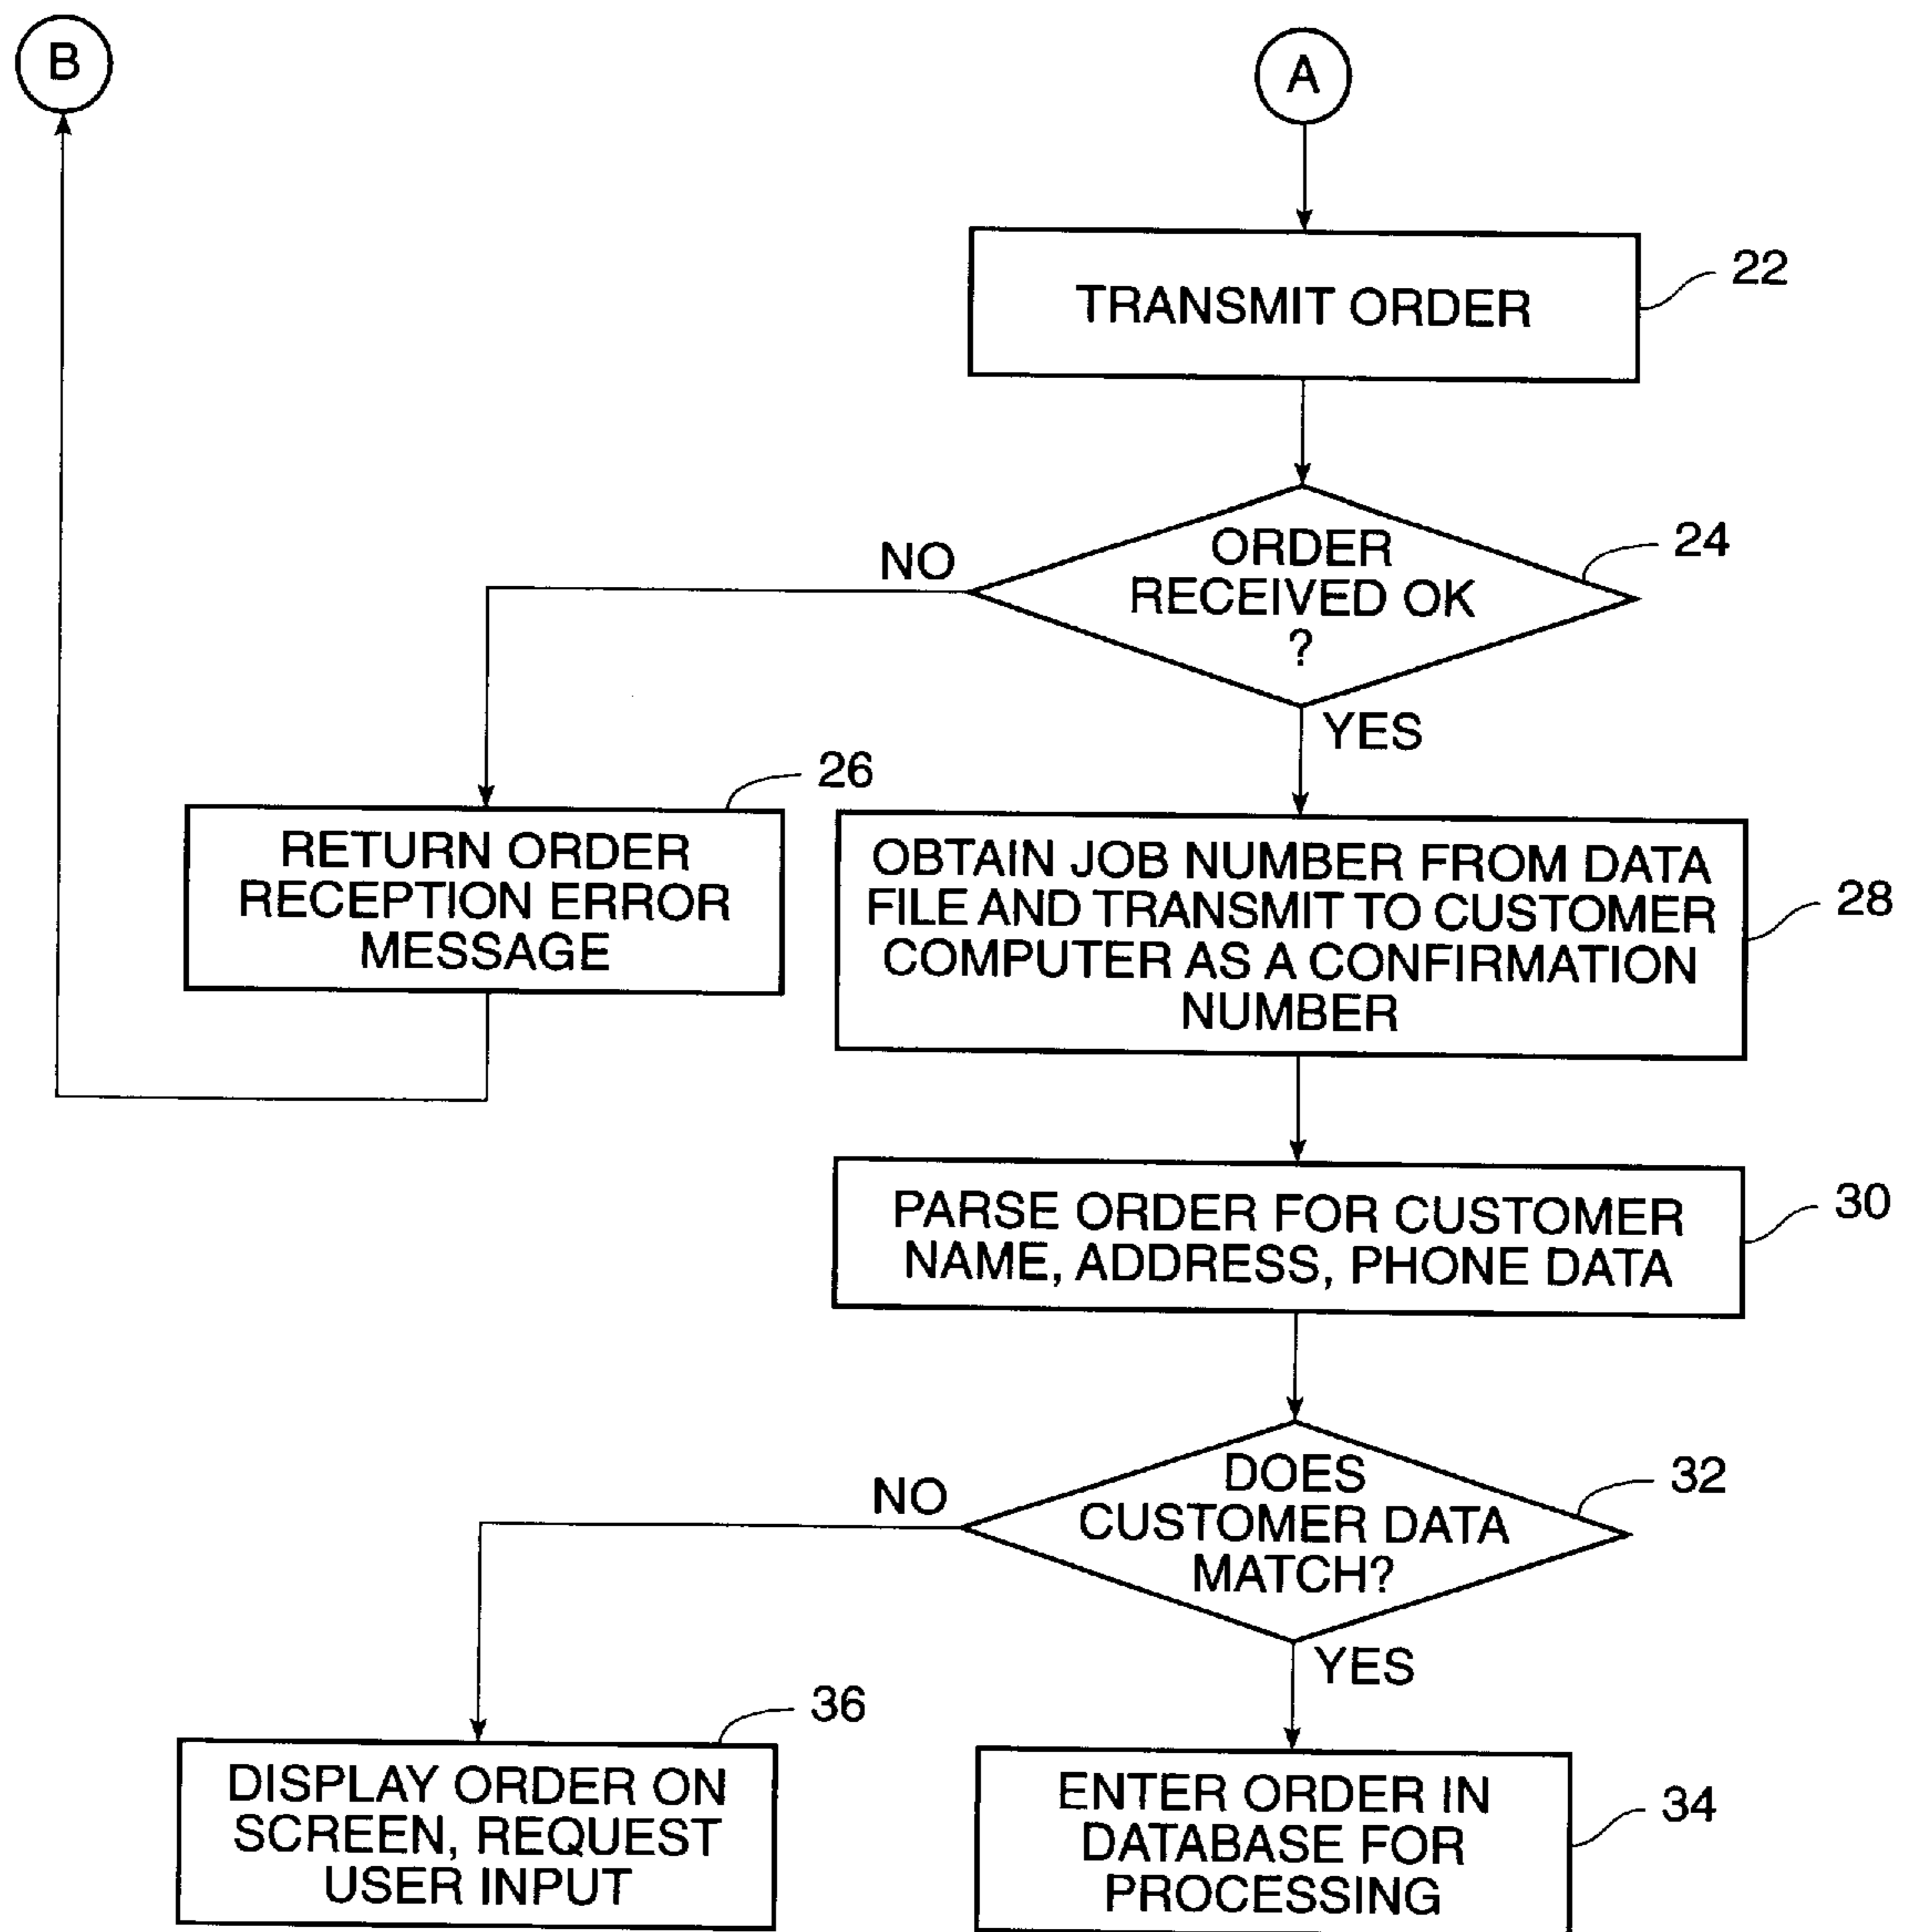 B
A
TRANSMIT ORDER
22
ORDER
RECEIVED OK
?
24
NO
YES
26
RETURN ORDER
RECEPTION ERROR
MESSAGE
OBTAIN JOB NUMBER FROM DATA
FILE AND TRANSMIT TO CUSTOMER
COMPUTER AS A CONFIRMATION
NUMBER
28
PARSE ORDER FOR CUSTOMER
NAME, ADDRESS, PHONE DATA
30
DOES
CUSTOMER DATA
MATCH?
32
NO
YES
36
DISPLAY ORDER ON
SCREEN, REQUEST
USER INPUT
ENTER ORDER IN
DATABASE FOR
PROCESSING
34